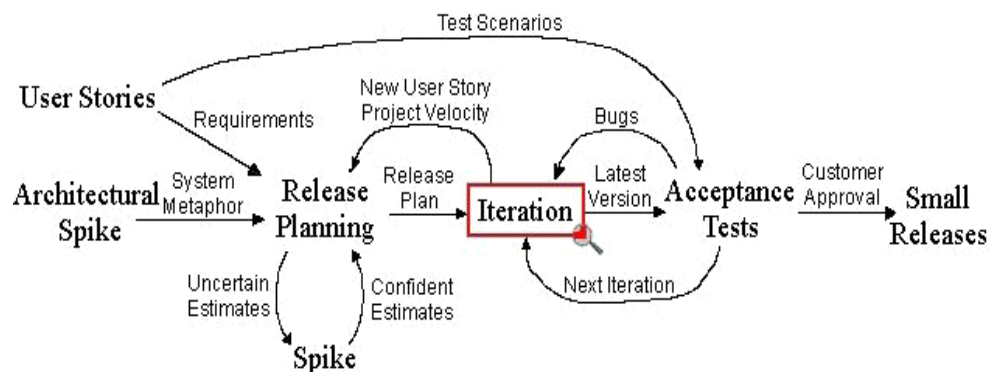 Test Scenarios
User Stories
New User Story
Project Velocity
Bugs
Requirements
Architectural
Spike
System
Metaphor
Release
Planning
Release
Plan
Iteration
Latest
Version
Acceptance
Tests
Customer
Approval
Small
Releases
Uncertain
Estimates
Confident
Estimates
Next Iteration
Spike